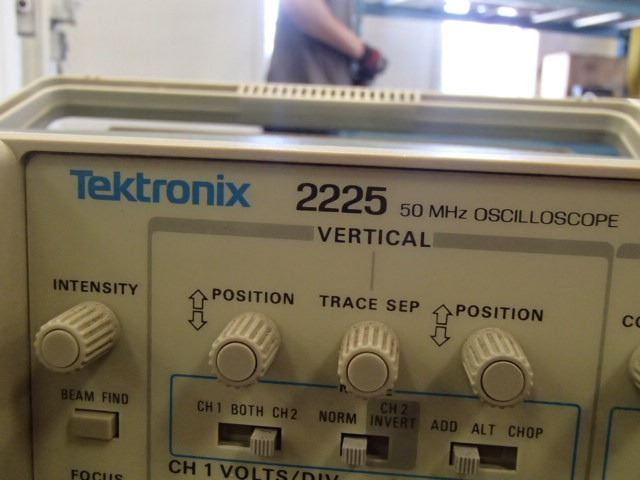 Tektronix 2225 50 MHz OSCILLOSCOPE
VERTICAL
INTENSITY
POSITION
TRACE SEP
POSITION
BEAM FIND
CH 1 BOTH CH 2
NORM
CH 2
INVERT
ADD ALT CHOP
FOCUS
CH 1 VOLTS/DIV